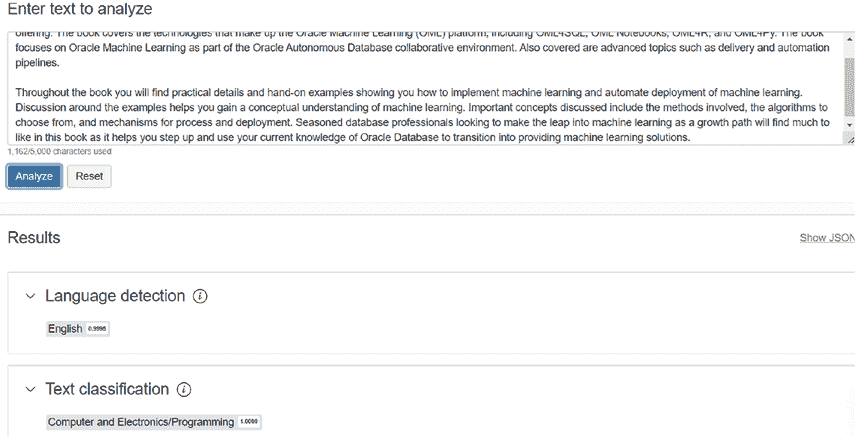 Enter text to analyze
offering. The book covers the technologies that make up the Oracle Machine Learning (OML) platform, including OML4SQL, OML Notebooks, OML4R, and OML4Py. The book
focuses on Oracle Machine Learning as part of the Oracle Autonomous Database collaborative environment. Also covered are advanced topics such as delivery and automation
pipelines.
Throughout the book you will find practical details and hand-on examples showing you how to implement machine learning and automate deployment of machine learning.
Discussion around the examples helps you gain a conceptual understanding of machine learning. Important concepts discussed include the methods involved, the algorithms to
choose from, and mechanisms for process and deployment. Seasoned database professionals looking to make the leap into machine learning as a growth path will find much to
like in this book as it helps you step up and use your current knowledge of Oracle Database to transition into providing machine learning solutions.
1,162/5,000 characters used
Analyze Reset
Results Show JSON
Language detection i
English 0.9995
Text classification i
Computer and Electronics/Programming 1.0000